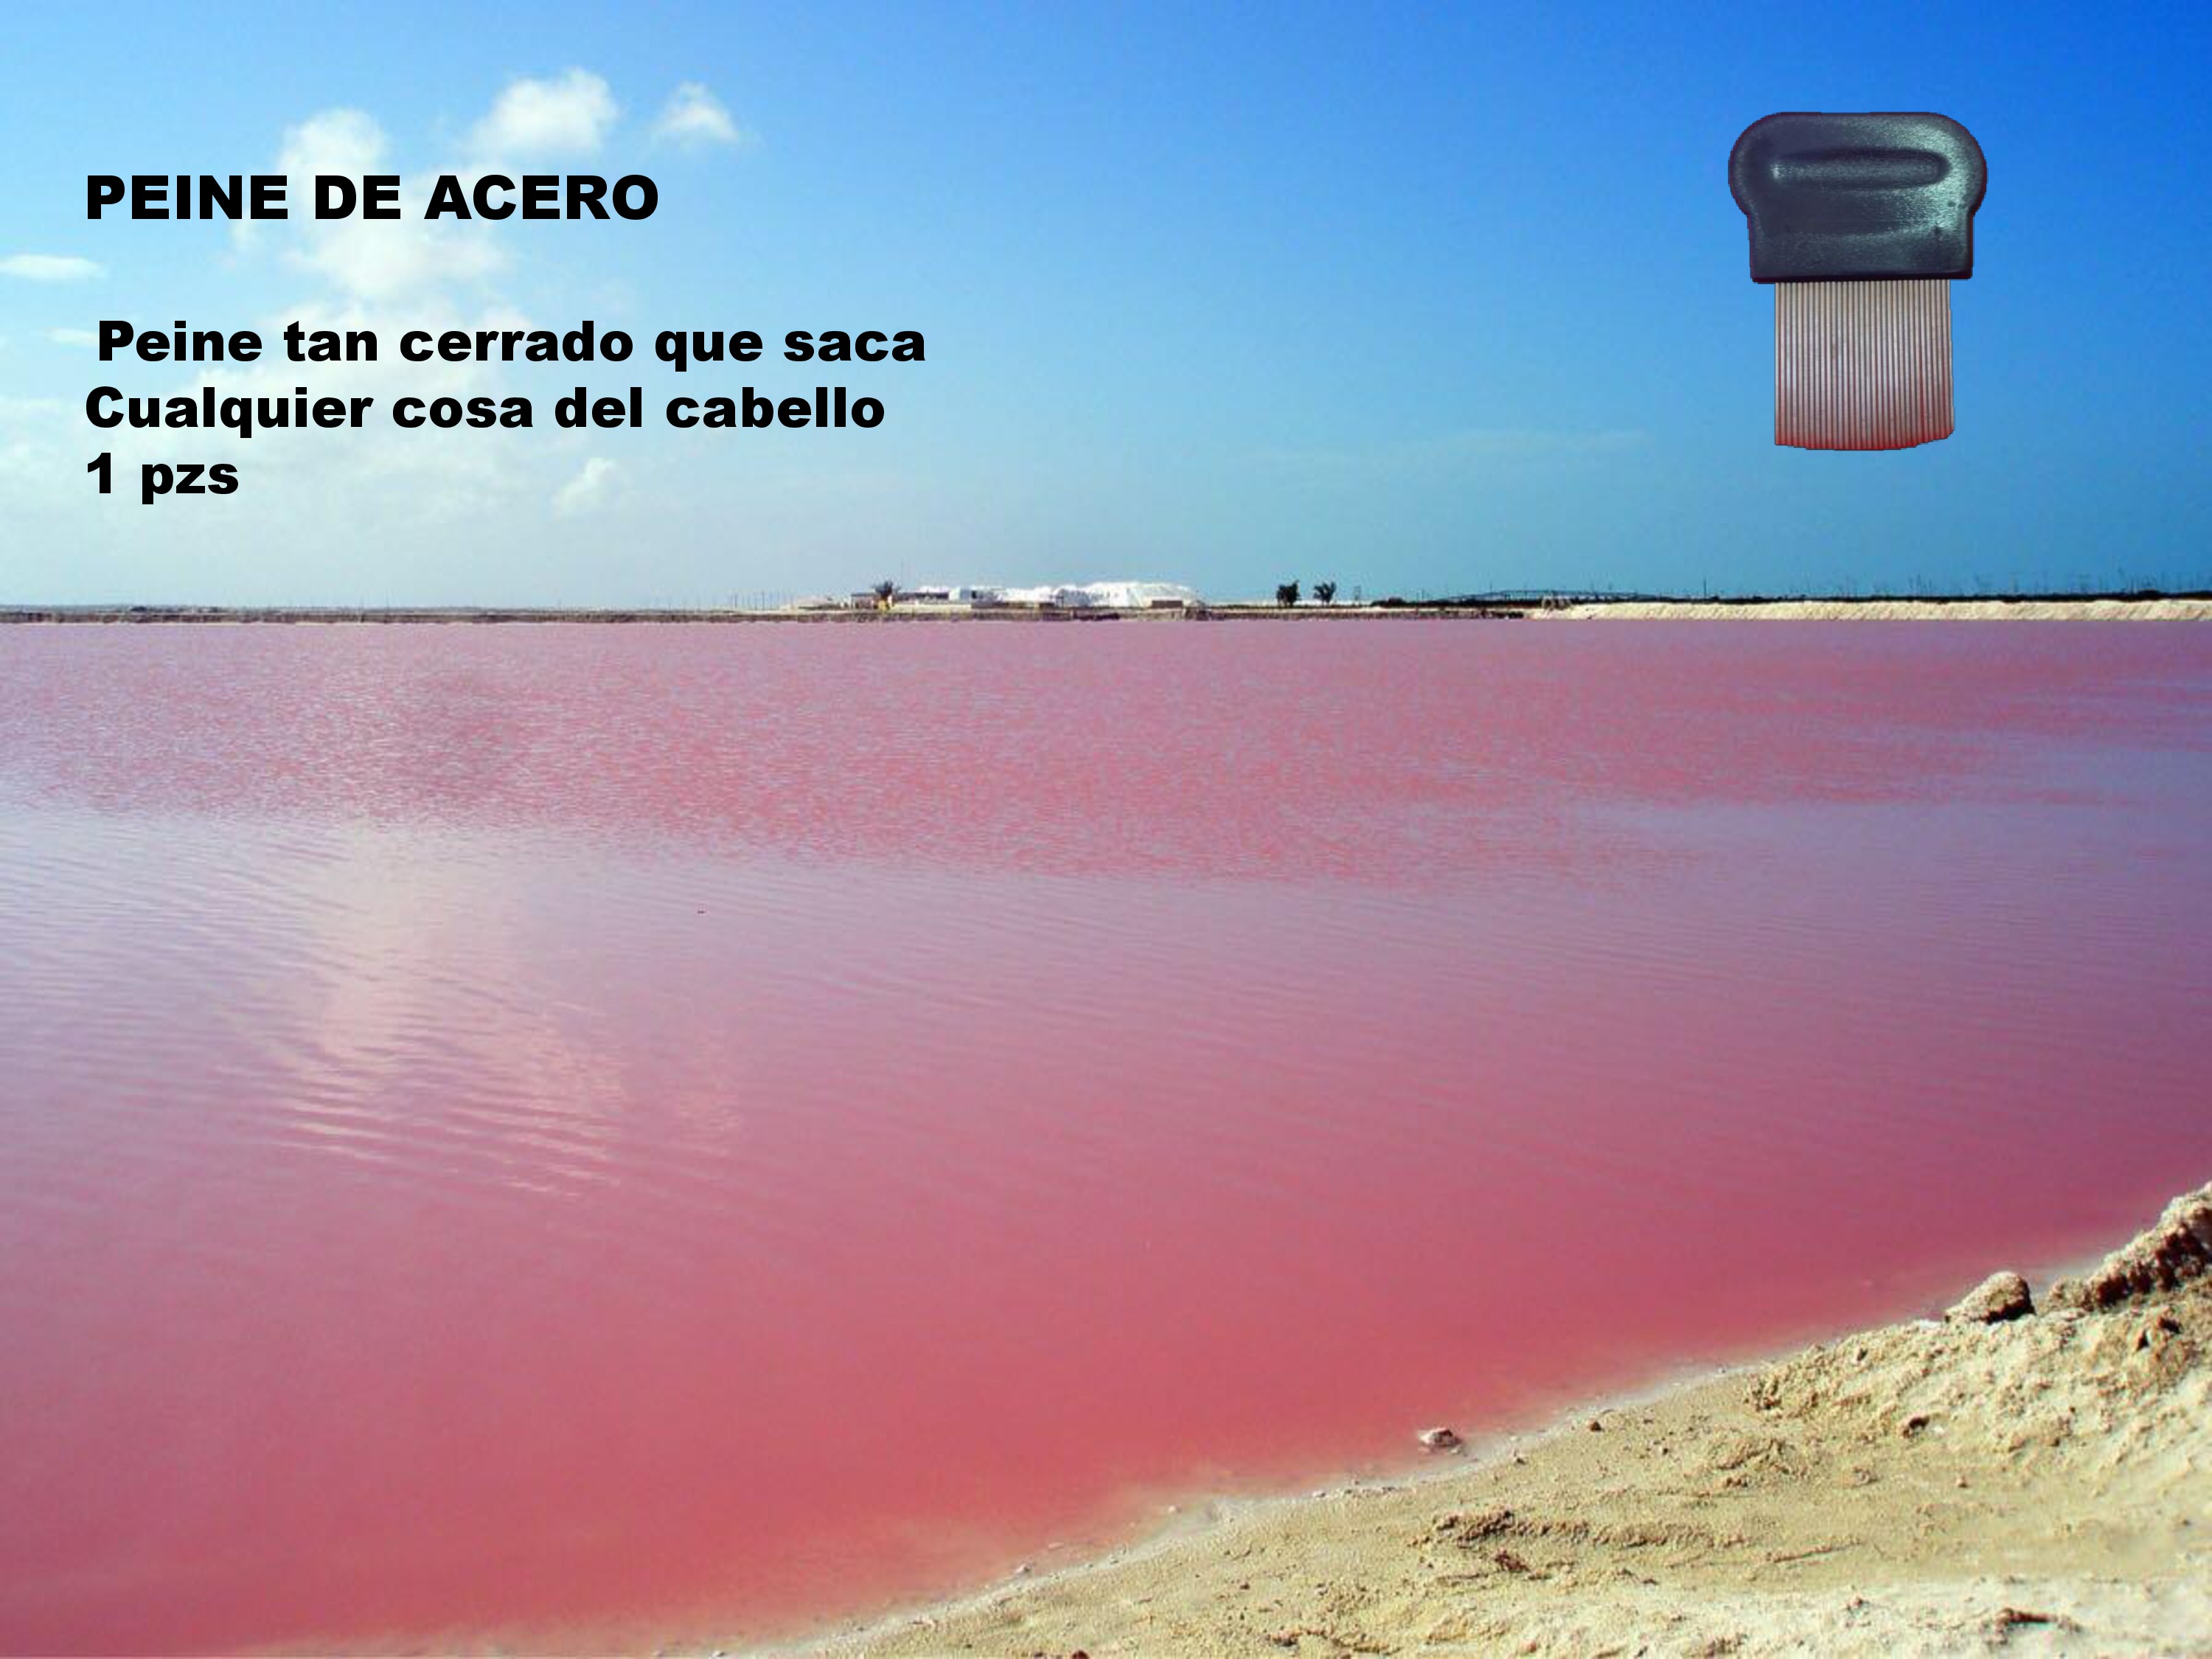 PEINE DE ACERO
Peine tan cerrado que saca
Cualquier cosa del cabello
1 pzs